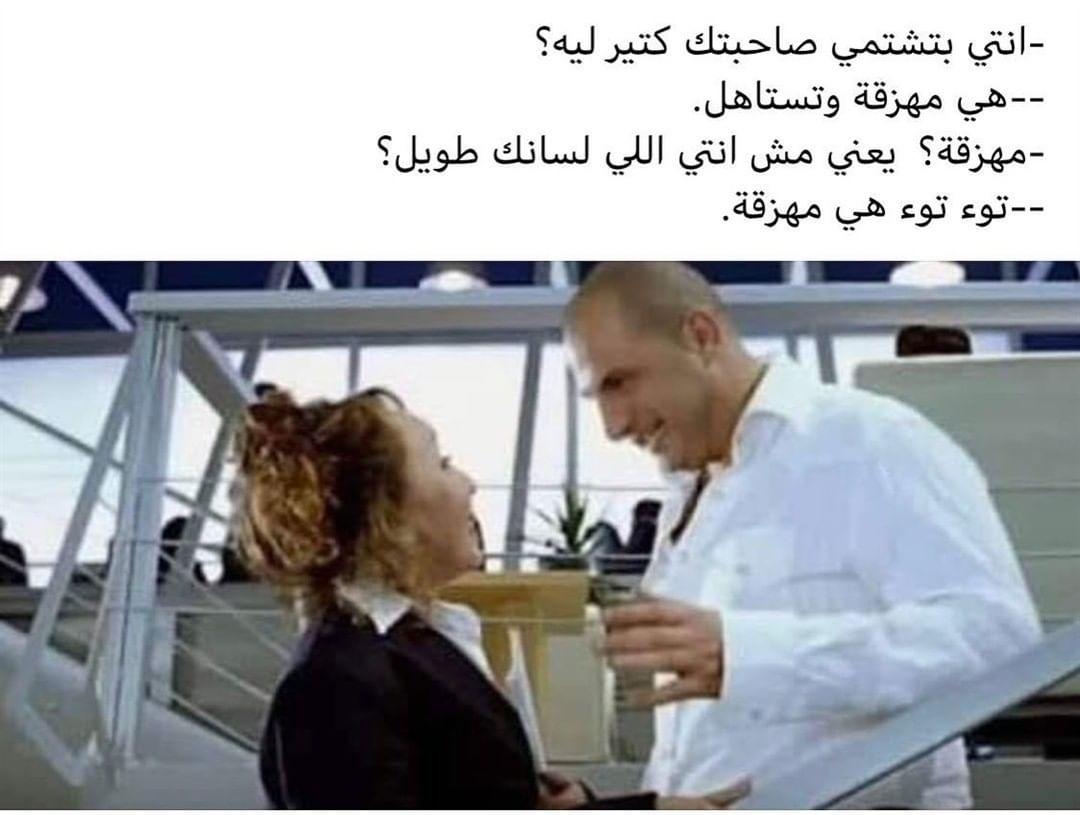 -انتي بتشتمي صاحبتك كتير ليه؟
--هي مهزقة وتستاهل.
-مهزقة؟ يعني مش انتي اللي لسانك طويل؟
--توء توء هي مهزقة.